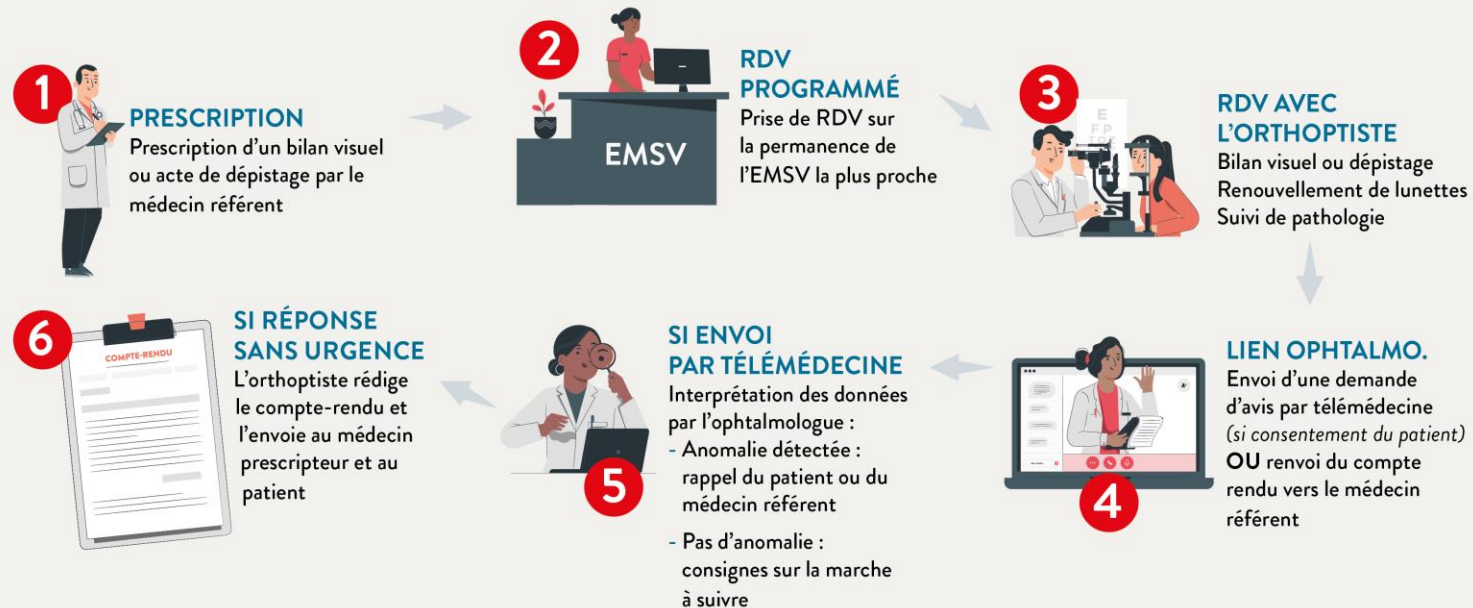 1
PRESCRIPTION
Prescription d'un bilan visuel
ou acte de dépistage par le
médecin référent
2
EMSV
RDV
PROGRAMMÉ
Prise de RDV sur
la permanence de
l'EMSV la plus proche
3
E
F P
RDV AVEC
L'ORTHOPTISTE
Bilan visuel ou dépistage
Renouvellement de lunettes
Suivi de pathologie
4
LIEN OPHTALMO.
Envoi d'une demande
d'avis par télémédecine
(si consentement du patient)
OU renvoi du compte
rendu vers le médecin
référent
5
SI ENVOI
PAR TÉLÉMÉDECINE
Interprétation des données
par l'ophtalmologue :
- Anomalie détectée :
rappel du patient ou du
médecin référent
- Pas d'anomalie :
consignes sur la marche
à suivre
6
COMPTE-RENDU
SI RÉPONSE
SANS URGENCE
L'orthoptiste rédige
le compte-rendu et
l'envoie au médecin
prescripteur et au
patient